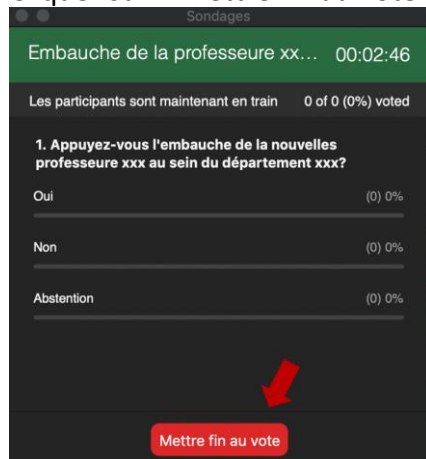 Sondages
Embauche de la professeure xx... 00:02:46
Les participants sont maintenant en train 0 of 0 (0%) voted
1. Appuyez-vous l'embauche de la nouvelles
professeure xxx au sein du département xxx?
Oui (0) 0%
Non (0) 0%
Abstention (0) 0%
Mettre fin au vote